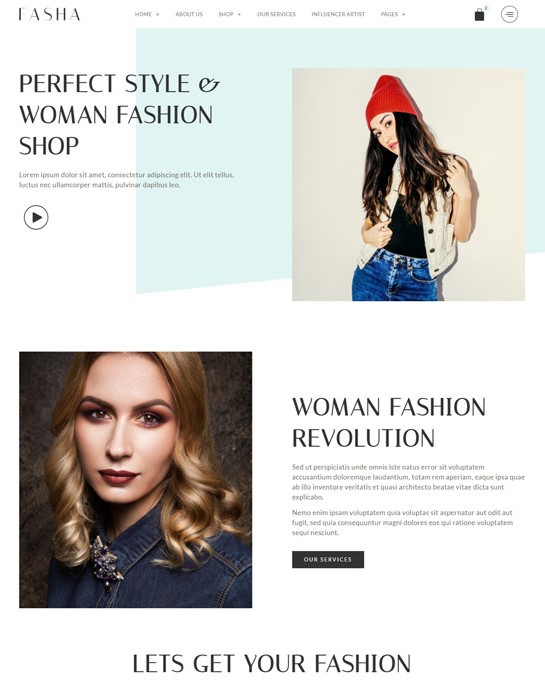 FASHA
HOME +
ABOUT US
SHOP +
OUR SERVICES
INFLUENCER ARTIST
PAGES +
PERFECT STYLE &
WOMAN FASHION
SHOP
Lorem ipsum dolor sit amet, consectetur adipiscing elit. Ut elit tellus,
luctus nec ullamcorper mattis, pulvinar dapibus leo.
WOMAN FASHION
REVOLUTION
Sed ut perspiciatis unde omnis iste natus error sit voluptatem
accusantium doloremque laudantium, totam rem aperiam, eaque ipsa quae
ab illo inventore veritatis et quasi architecto beatae vitae dicta sunt
explicabo.
Nemo enim ipsam voluptatem quia voluptas sit aspernatur aut odit aut
fugit, sed quia consequuntur magni dolores eos qui ratione voluptatem
sequi nesciunt.
OUR SERVICES
LETS GET YOUR FASHION